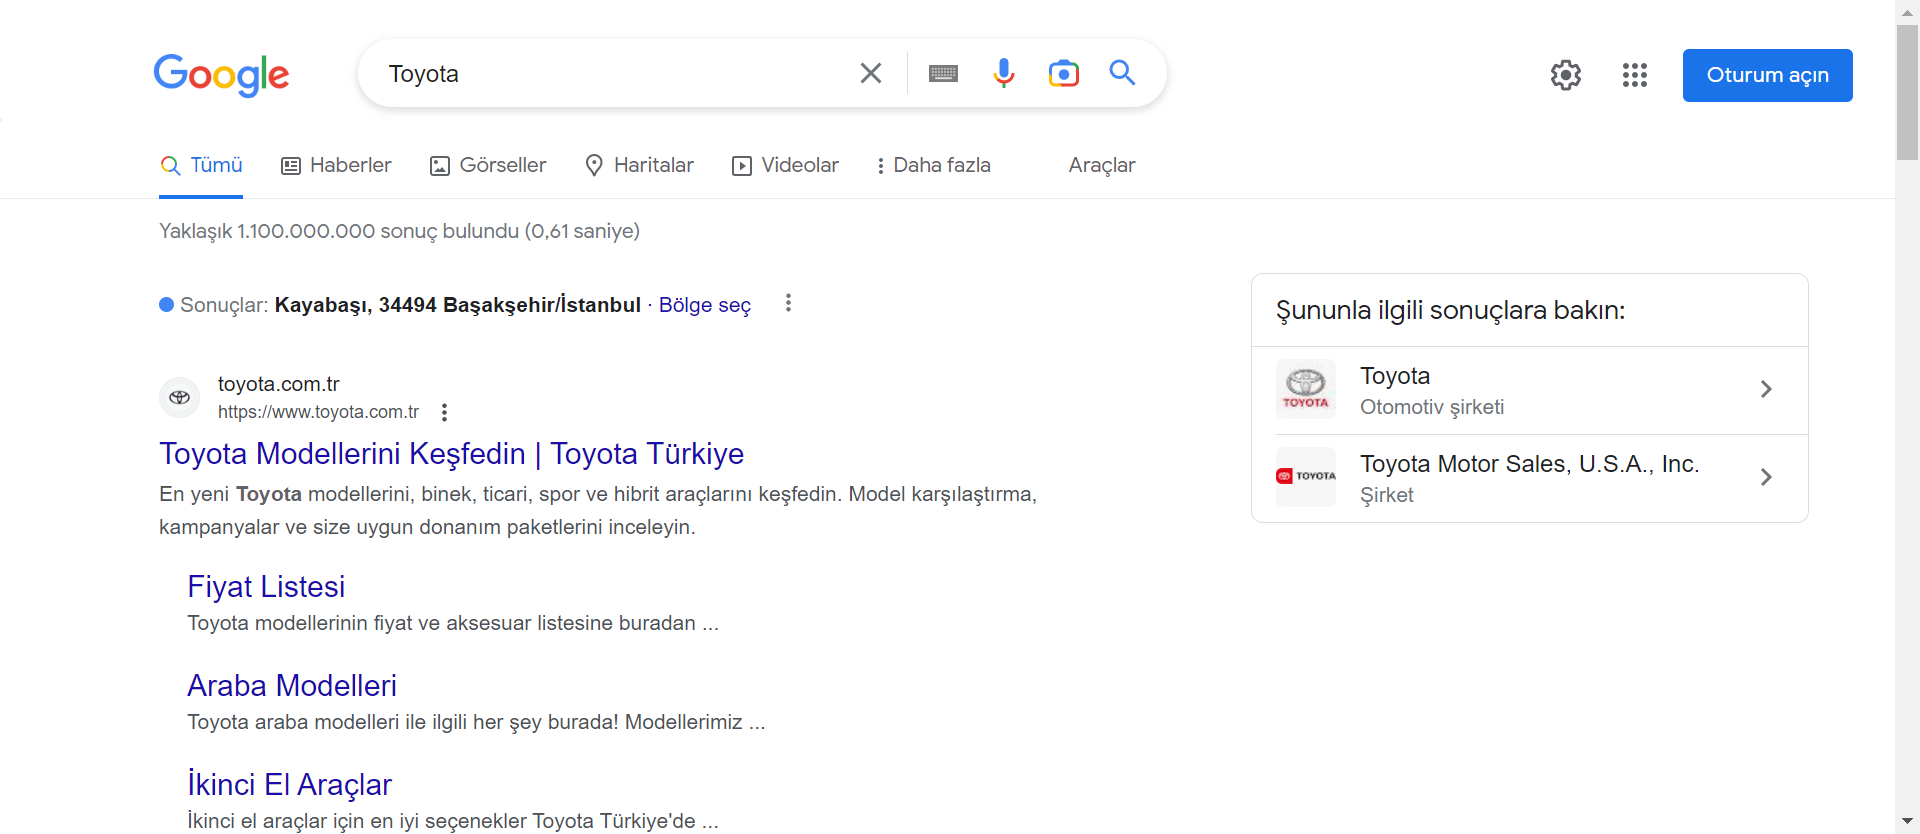 Google
Toyota
Oturum açın
Tümü
Haberler
Görseller
Haritalar
Videolar
Daha fazla
Araçlar
Yaklaşık 1.100.000.000 sonuç bulundu (0,61 saniye)
Sonuçlar: Kayabaşı, 34494 Başakşehir/İstanbul · Bölge seç
toyota.com.tr
https://www.toyota.com.tr
Toyota Modellerini Keşfedin | Toyota Türkiye
En yeni Toyota modellerini, binek, ticari, spor ve hibrit araçlarını keşfedin. Model karşılaştırma,
kampanyalar ve size uygun donanım paketlerini inceleyin.
Fiyat Listesi
Toyota modellerinin fiyat ve aksesuar listesine buradan ...
Araba Modelleri
Toyota araba modelleri ile ilgili her şey burada! Modellerimiz ...
İkinci El Araçlar
İkinci el araçlar için en iyi seçenekler Toyota Türkiye'de ...
Şununla ilgili sonuçlara bakın:
TOYOTA
Toyota
Otomotiv şirketi
TOYOTA
Toyota Motor Sales, U.S.A., Inc.
Şirket